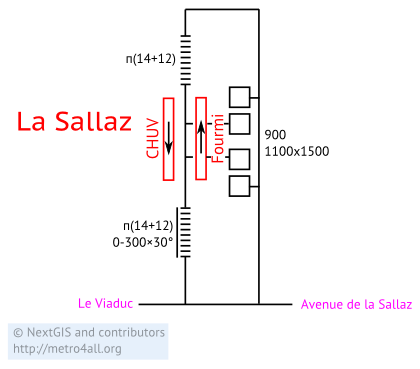 п(14+12)
La Sallaz
CHUV
Fourmi
900
1100x1500
п(14+12)
0-300×30°
Le Viaduc
Avenue de la Sallaz
© NextGIS and contributors
http://metro4all.org